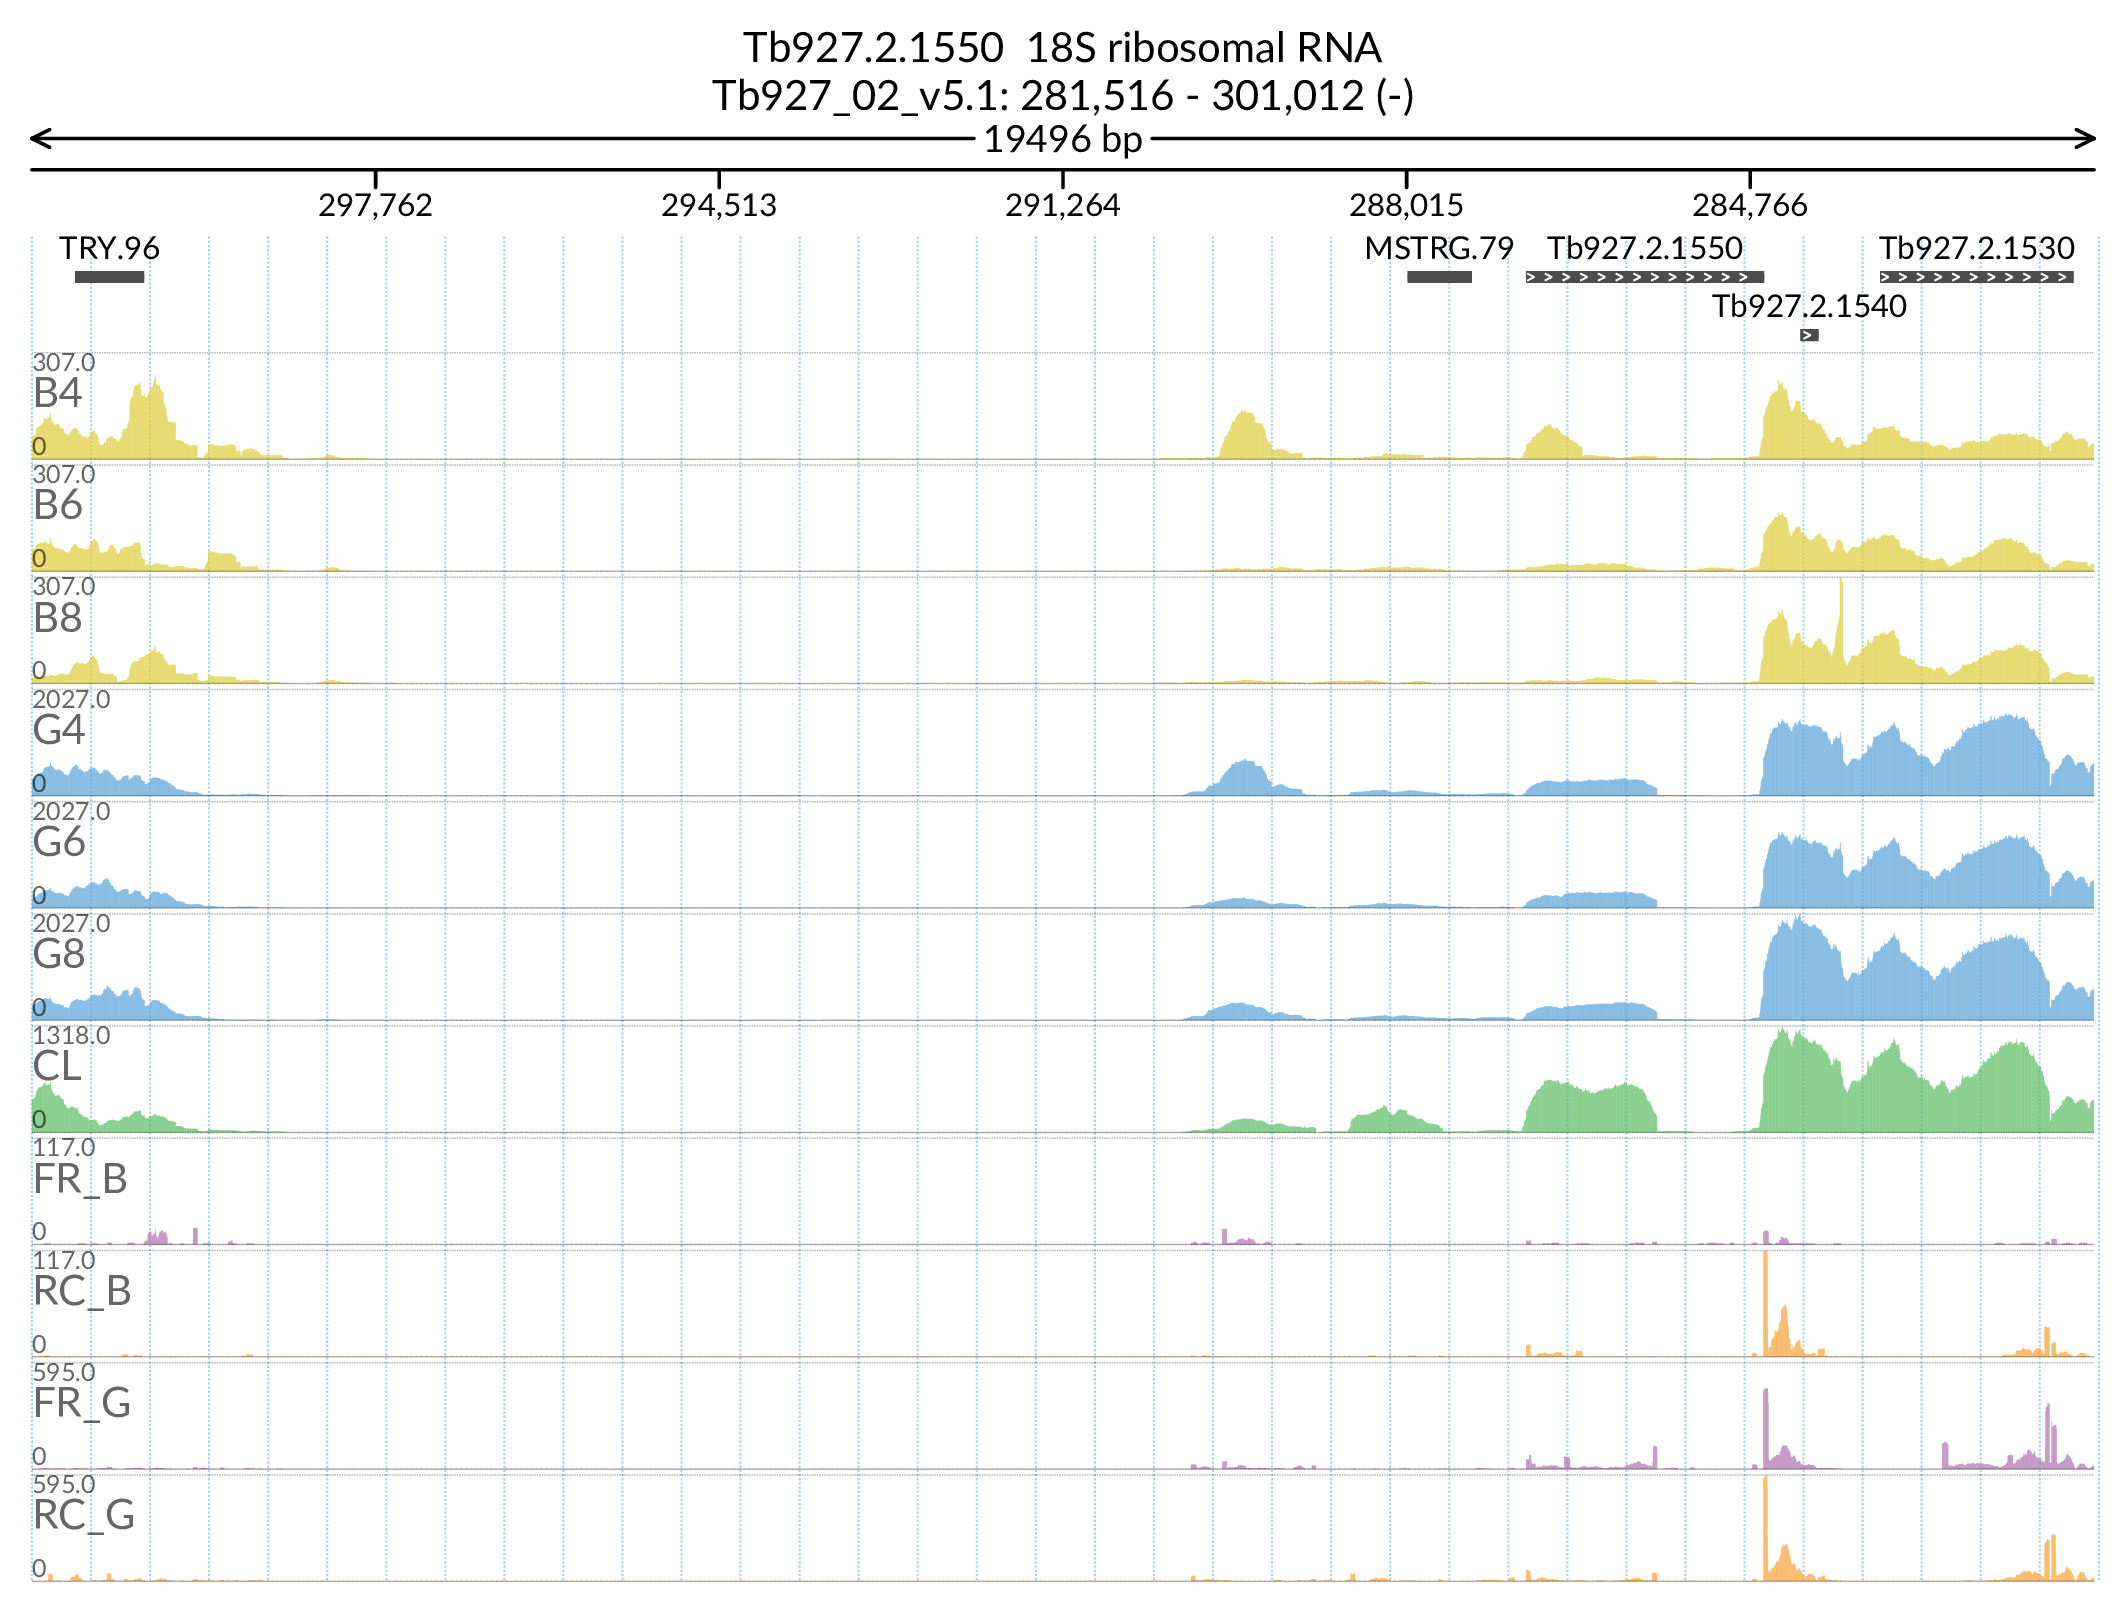 Tb927.2.1550  18S ribosomal RNA
Tb927_02_v5.1: 281,516 - 301,012 (-)
19496 bp
297,762 294,513 291,264 288,015 284,766
TRY.96 MSTRG.79 Tb927.2.1550 Tb927.2.1530
Tb927.2.1540
307.0
B4
0
307.0
B6
0
307.0
B8
0
2027.0
G4
0
2027.0
G6
0
2027.0
G8
0
1318.0
CL
0
117.0
FR_B
0
117.0
RC_B
0
595.0
FR_G
0
595.0
RC_G
0